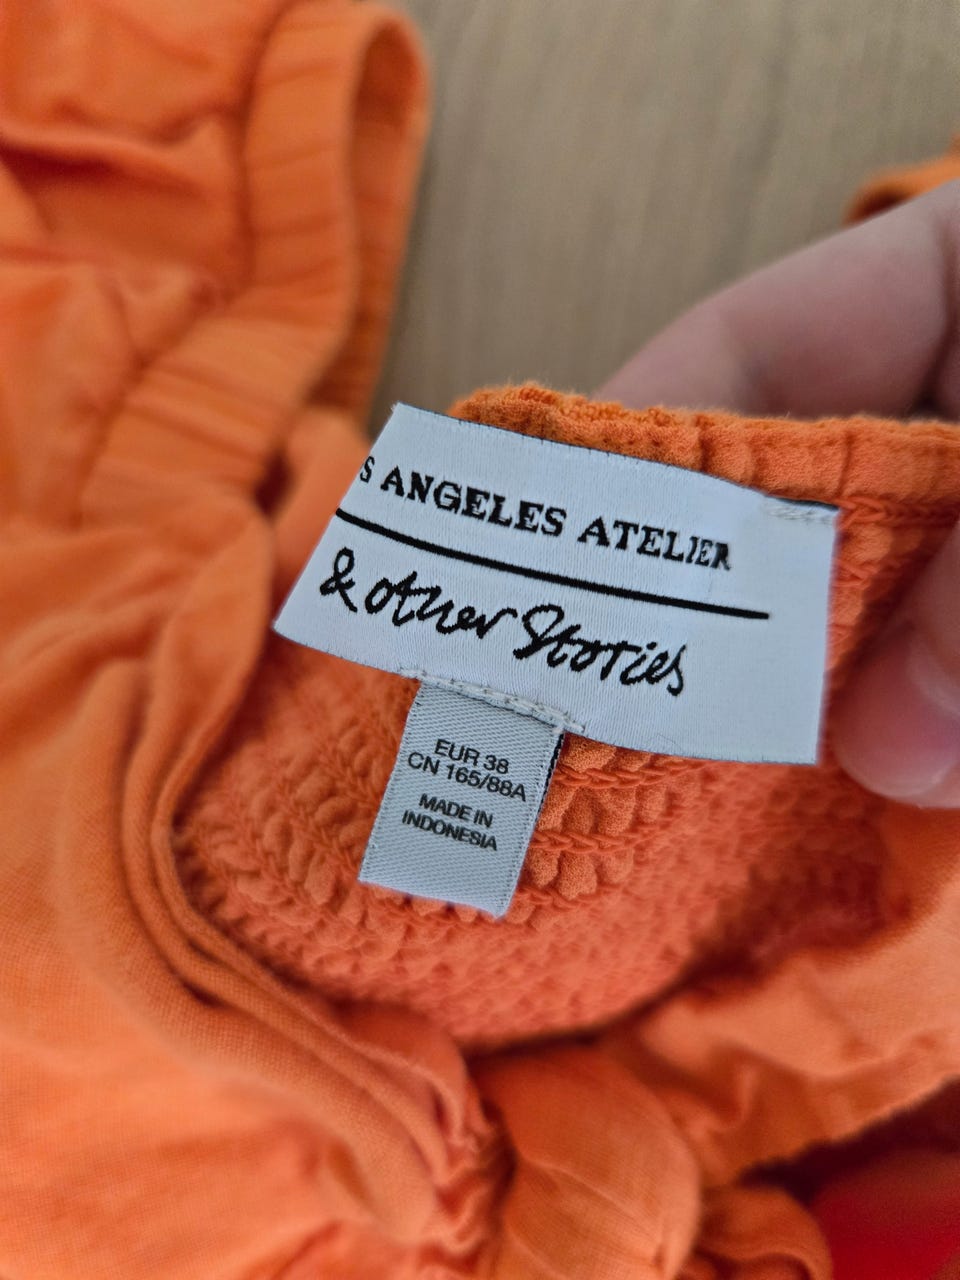 S ANGELES ATELIER
& other Stories
EUR 38
CN 165/88A
MADE IN
INDONESIA